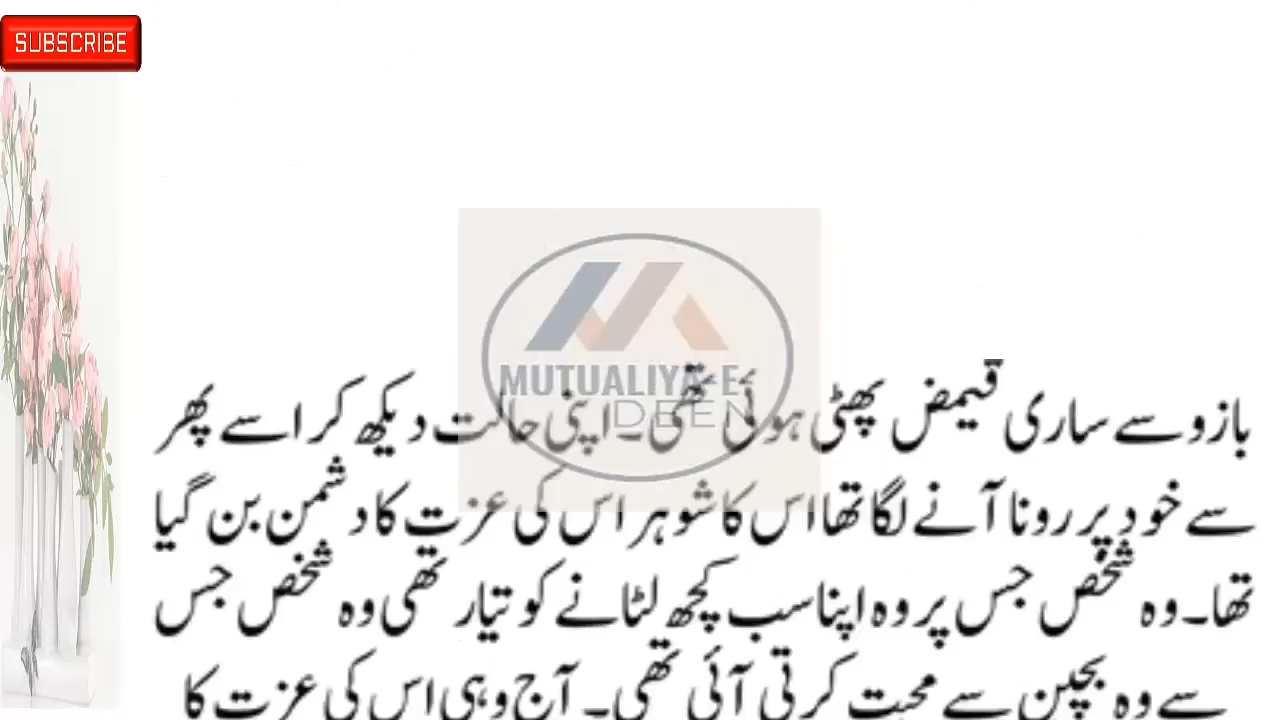 SUBSCRIBE
MUTUALIYA-E
DEEN
بازو سے ساری قیمض پھٹی ہوئی تھی۔ اپنی حالت دیکھ کر اسے پھر
سے خود پر رونا آنے لگا تھا اس کا شوہر اس کی عزت کا دشمن بن گیا
تھا۔ وہ شخص جس پر وہ اپنا سب کچھ لٹانے کو تیار تھی وہ شخص جس
سے وہ بچپن سے محبت کرتی آئی تھی۔ آج وہی اس کی عزت کا